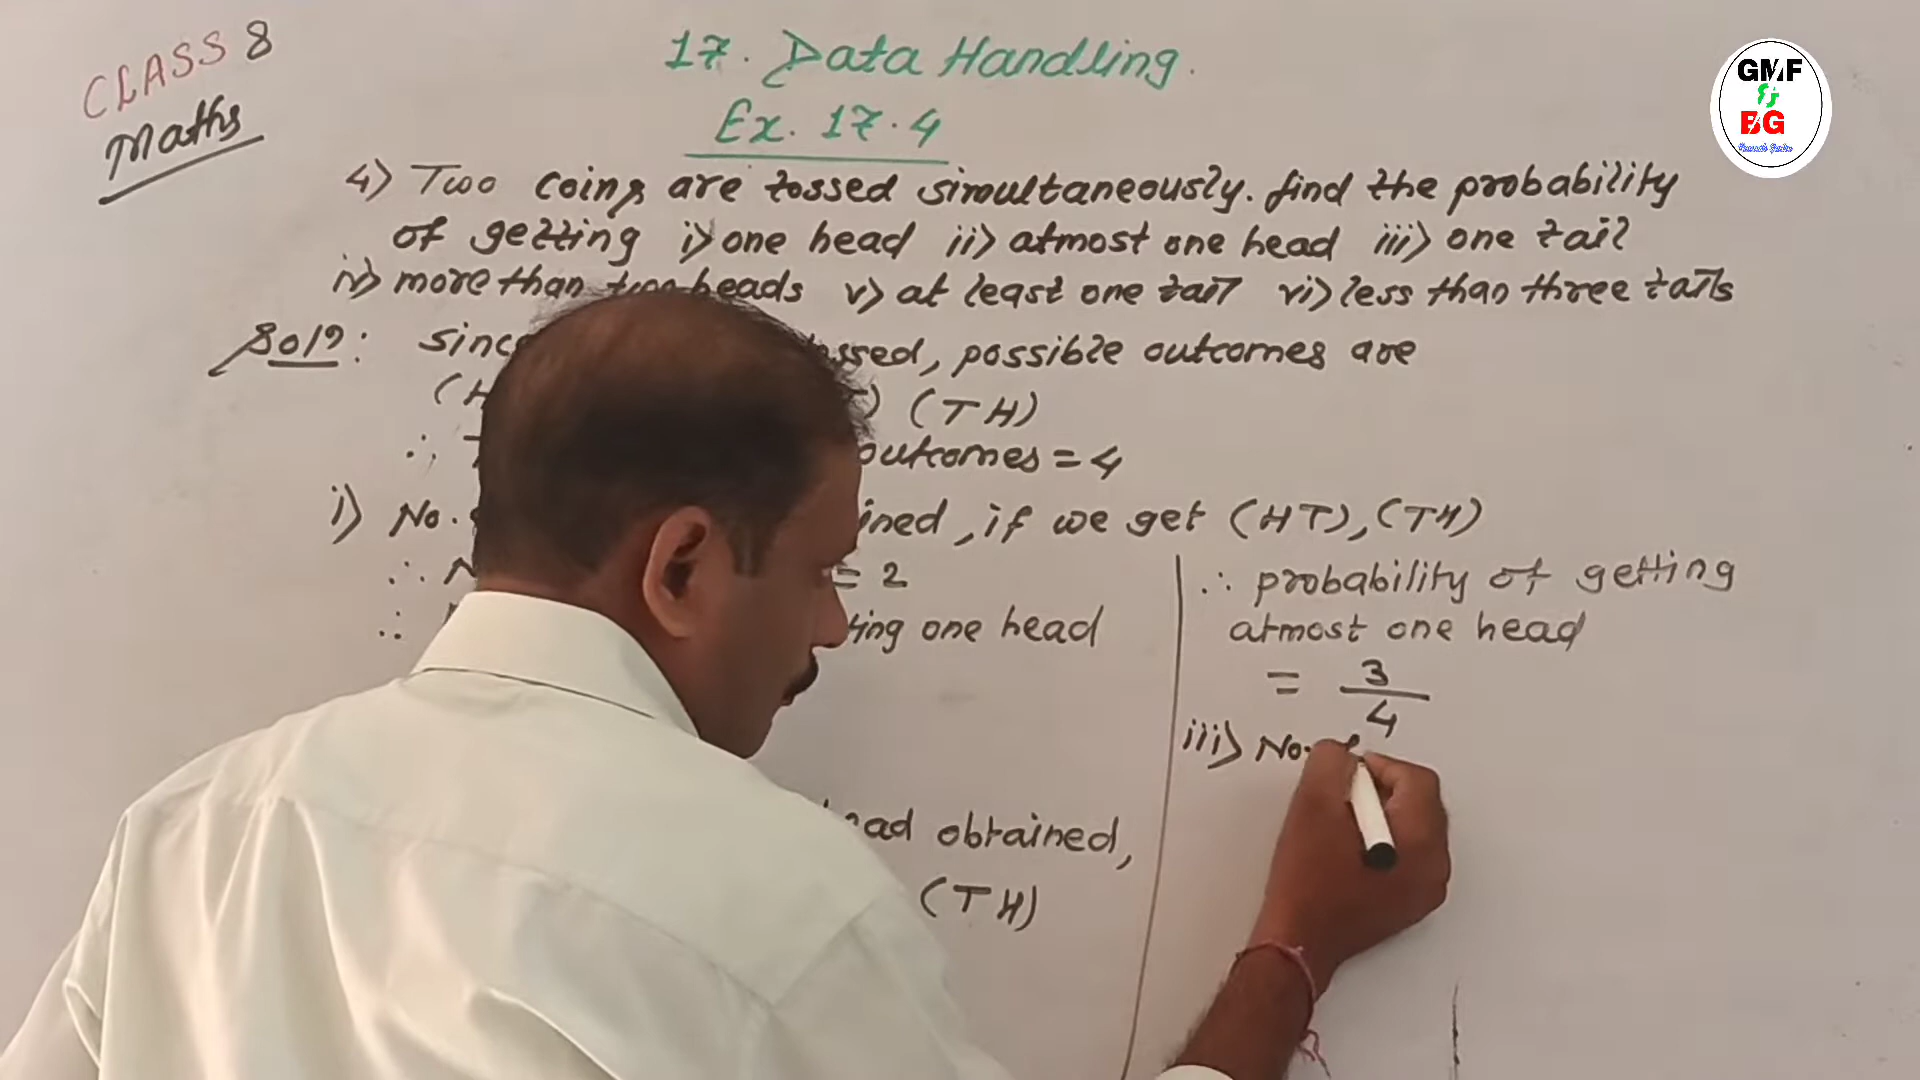 CLASS 8
Maths
17. Data Handling.
Ex. 17.4
GMF
BG
4) Two coins are tossed simultaneously. find the probability
of getting i) one head ii) atmost one head iii) one tail
iv) more than two heads v) at least one tail vi) less than three tails
Soln: since ssed, possible outcomes are
(H ) (TH)
∴ T outcomes = 4
i) No. ined, if we get (HT), (TH)
∴ N = 2
∴ ting one head
ead obtained,
(TH)
∴ probability of getting
atmost one head
= 3
4
iii) No.